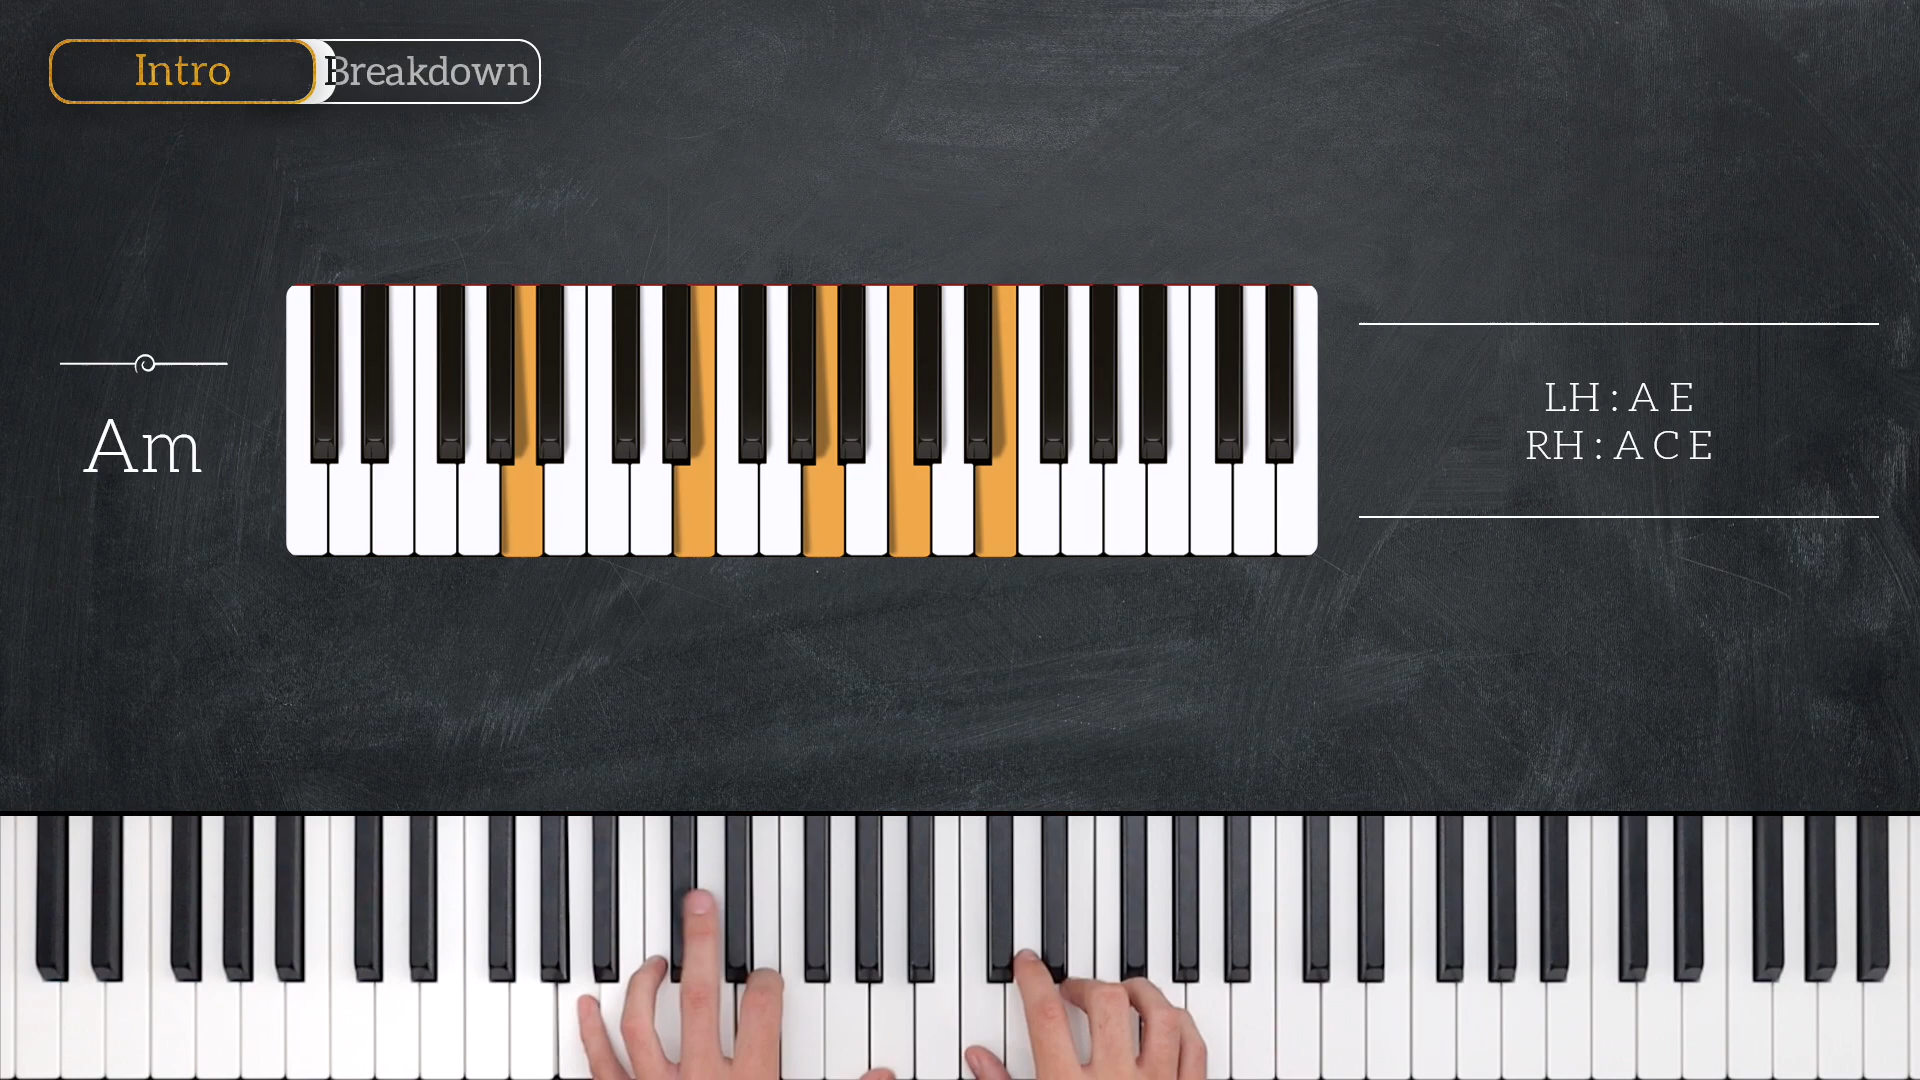 Intro
Breakdown
Am
LH : A E
RH : A C E